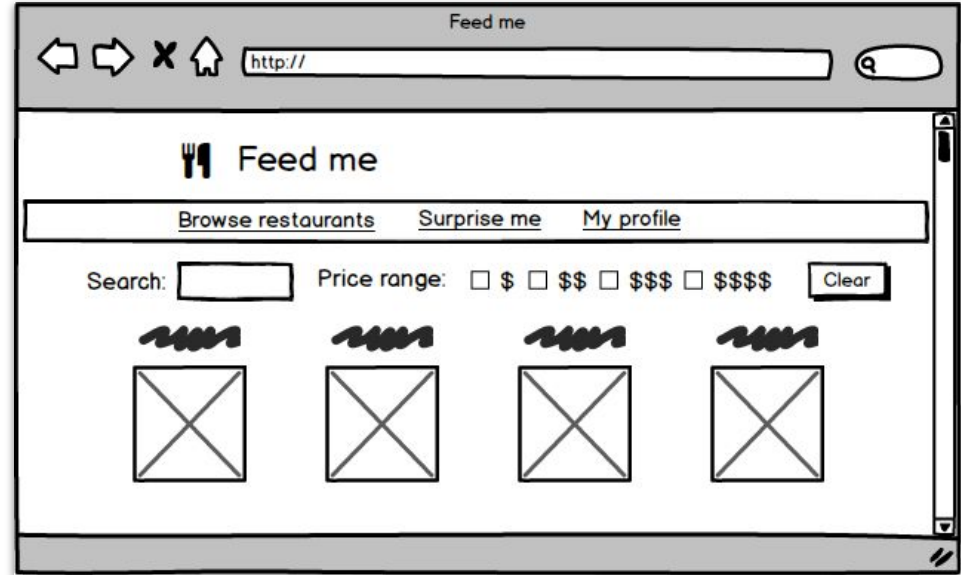 Feed me
http://
Feed me
Browse restaurants Surprise me My profile
Search: Price range: $ $$ $$$ $$$$ Clear